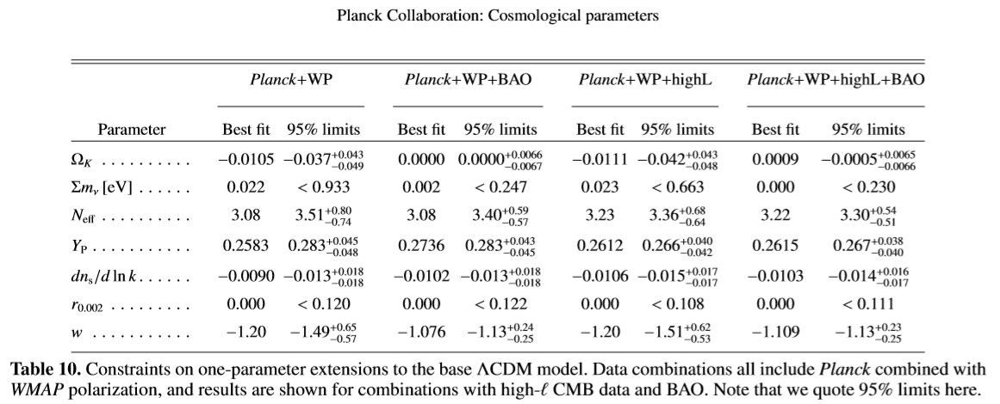 Planck Collaboration: Cosmological parameters
Planck+WP Planck+WP+BAO Planck+WP+highL Planck+WP+highL+BAO
Parameter Best fit 95% limits Best fit 95% limits Best fit 95% limits Best fit 95% limits
Ω_K . . . . . . . . . . −0.0105 −0.037^{+0.043}_{−0.049} 0.0000 0.0000^{+0.0066}_{−0.0067} −0.0111 −0.042^{+0.043}_{−0.048} 0.0009 −0.0005^{+0.0065}_{−0.0066}
Σm_ν [eV] . . . . . . 0.022 < 0.933 0.002 < 0.247 0.023 < 0.663 0.000 < 0.230
N_eff . . . . . . . . . . 3.08 3.51^{+0.80}_{−0.74} 3.08 3.40^{+0.59}_{−0.57} 3.23 3.36^{+0.68}_{−0.64} 3.22 3.30^{+0.54}_{−0.51}
Y_P . . . . . . . . . . . 0.2583 0.283^{+0.045}_{−0.048} 0.2736 0.283^{+0.043}_{−0.045} 0.2612 0.266^{+0.040}_{−0.042} 0.2615 0.267^{+0.038}_{−0.040}
dn_s/d ln k . . . . . . −0.0090 −0.013^{+0.018}_{−0.018} −0.0102 −0.013^{+0.018}_{−0.018} −0.0106 −0.015^{+0.017}_{−0.017} −0.0103 −0.014^{+0.016}_{−0.017}
r_0.002 . . . . . . . . . 0.000 < 0.120 0.000 < 0.122 0.000 < 0.108 0.000 < 0.111
w . . . . . . . . . . . −1.20 −1.49^{+0.65}_{−0.57} −1.076 −1.13^{+0.24}_{−0.25} −1.20 −1.51^{+0.62}_{−0.53} −1.109 −1.13^{+0.23}_{−0.25}
Table 10. Constraints on one-parameter extensions to the base ΛCDM model. Data combinations all include Planck combined with
WMAP polarization, and results are shown for combinations with high-ℓ CMB data and BAO. Note that we quote 95% limits here.